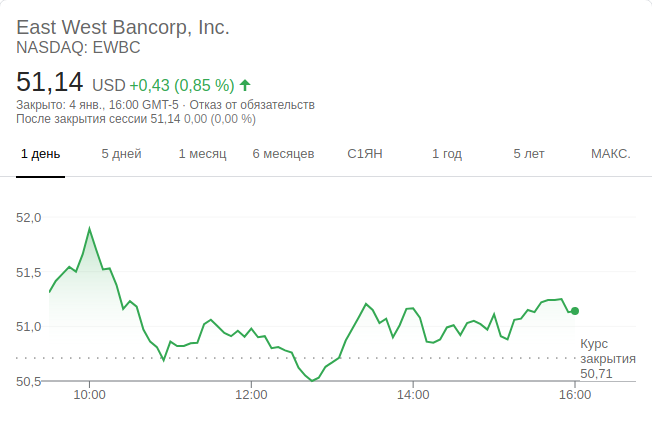 East West Bancorp, Inc.
NASDAQ: EWBC
51,14 USD +0,43 (0,85 %)
Закрыто: 4 янв., 16:00 GMT-5 · Отказ от обязательств
После закрытия сессии 51,14 0,00 (0,00 %)
1 день 5 дней 1 месяц 6 месяцев С1ЯН 1 год 5 лет МАКС.
52,0
51,5
51,0
Курс
закрытия
50,71
50,5
10:00 12:00 14:00 16:00